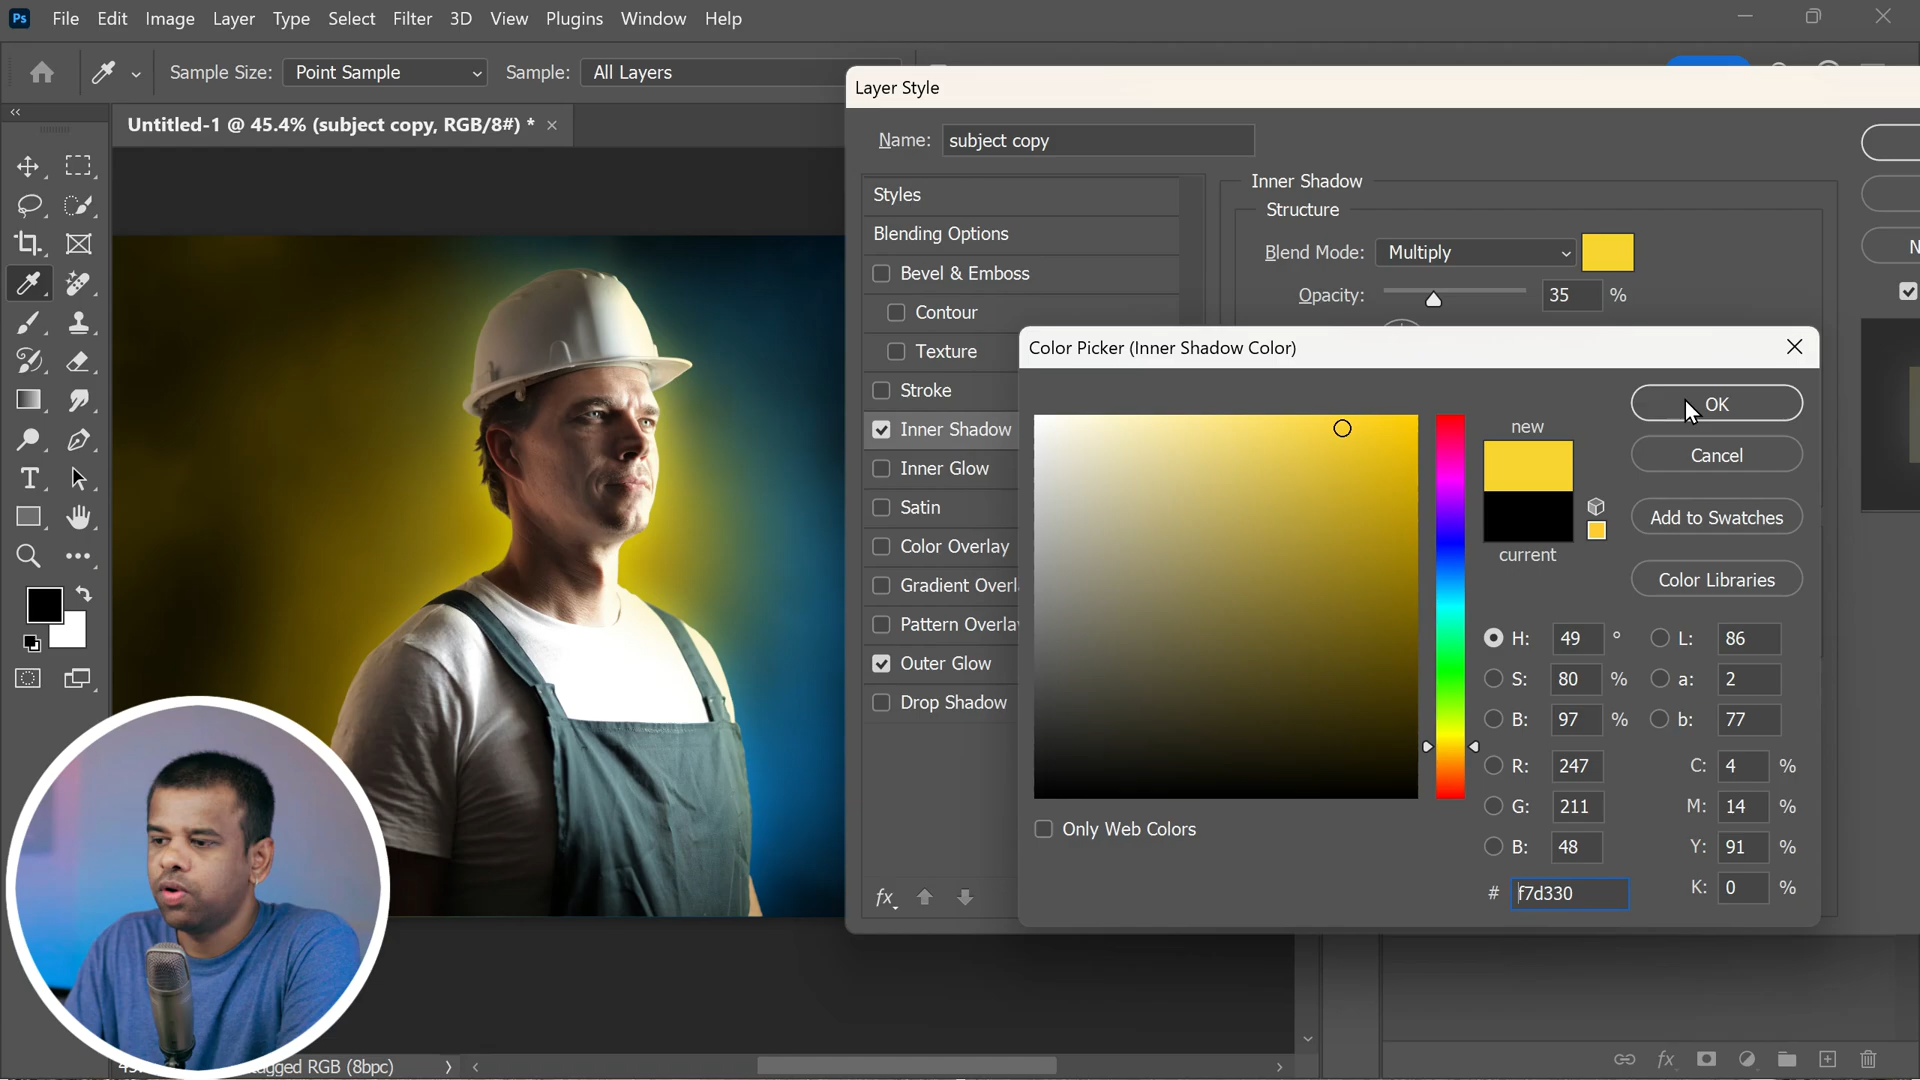 Ps File Edit Image Layer Type Select Filter 3D View Plugins Window Help
Sample Size: Point Sample Sample: All Layers
Untitled-1 @ 45.4% (subject copy, RGB/8#) *
Layer Style
Name: subject copy
Styles
Blending Options
Bevel & Emboss
Contour
Texture
Stroke
Inner Shadow
Inner Glow
Satin
Color Overlay
Gradient Overl
Pattern Overla
Outer Glow
Drop Shadow
fx
Inner Shadow
Structure
Blend Mode: Multiply
Opacity: 35 %
N
Color Picker (Inner Shadow Color)
new
current
OK
Cancel
Add to Swatches
Color Libraries
H: 49 ° L: 86
S: 80 % a: 2
B: 97 % b: 77
R: 247 C: 4 %
G: 211 M: 14 %
B: 48 Y: 91 %
# f7d330 K: 0 %
Only Web Colors
T
RGB (8bpc)
fx